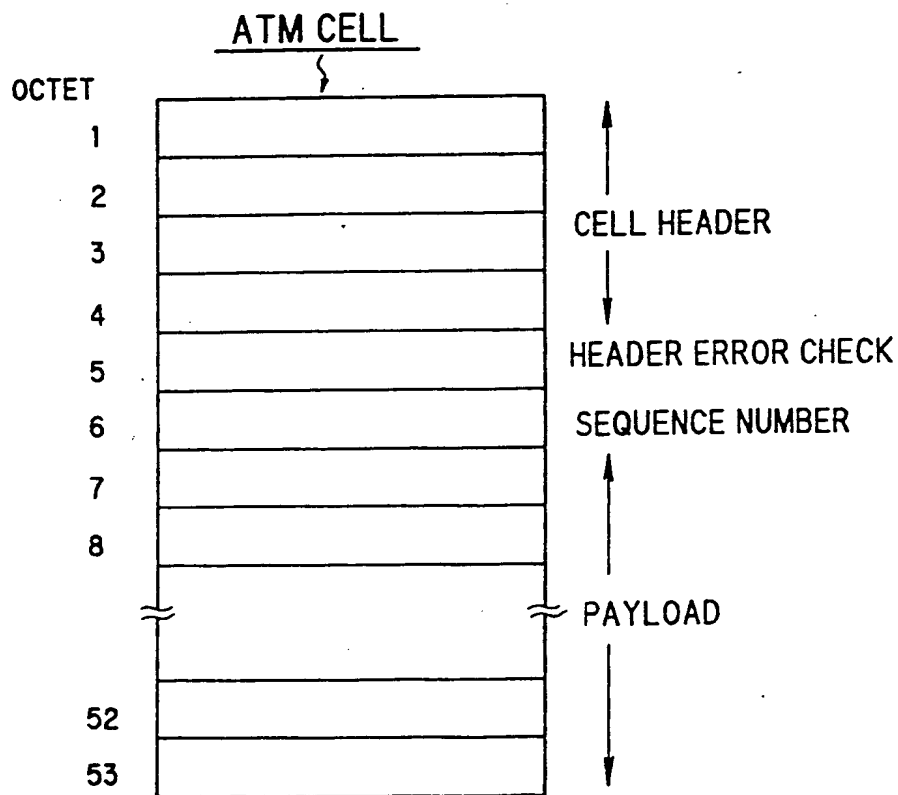 ATM CELL
OCTET
1
2
3
CELL HEADER
4
5
HEADER ERROR CHECK
6
SEQUENCE NUMBER
7
8
PAYLOAD
52
53